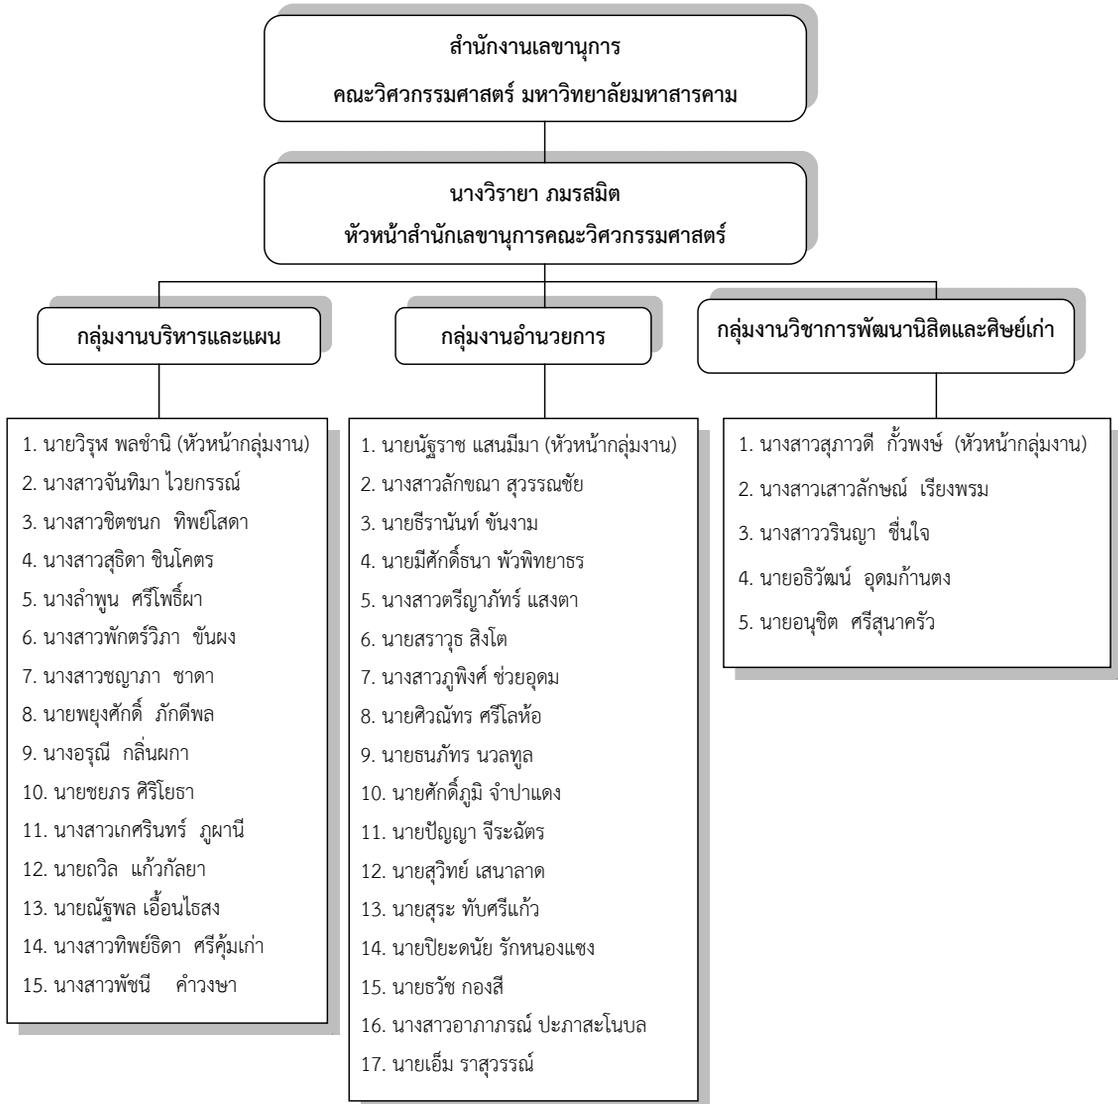 สำนักงานเลขานุการ
คณะวิศวกรรมศาสตร์ มหาวิทยาลัยมหาสารคาม
นางวิรายา ภมรสมิต
หัวหน้าสำนักเลขานุการคณะวิศวกรรมศาสตร์
กลุ่มงานบริหารและแผน
1. นายวิรุฬ พลชำนิ (หัวหน้ากลุ่มงาน)
2. นางสาวจันทิมา ไวยกรรณ์
3. นางสาวชิตชนก ทิพย์โสดา
4. นางสาวสุธิดา ชินโคตร
5. นางลำพูน ศรีโพธิ์ผา
6. นางสาวพักตร์วิภา ขันผง
7. นางสาวชญาภา ชาดา
8. นายพยุงศักดิ์ ภักดีพล
9. นางอรุณี กลิ่นผกา
10. นายชยภร ศิริโยธา
11. นางสาวเกศรินทร์ ภูผานี
12. นายถวิล แก้วกัลยา
13. นายณัฐพล เอื้อนไธสง
14. นางสาวทิพย์ธิดา ศรีคุ้มเก่า
15. นางสาวพัชนี คำวงษา
กลุ่มงานอำนวยการ
1. นายนัฐราช แสนมีมา (หัวหน้ากลุ่มงาน)
2. นางสาวลักขณา สุวรรณชัย
3. นายธีรานันท์ ขันงาม
4. นายมีศักดิ์ธนา พัวพิทยาธร
5. นางสาวตรีญาภัทร์ แสงตา
6. นายสราวุธ สิงโต
7. นางสาวภูพิงศ์ ช่วยอุดม
8. นายศิวณัทร ศรีโลห้อ
9. นายธนภัทร นวลทูล
10. นายศักดิ์ภูมิ จำปาแดง
11. นายปัญญา จีระฉัตร
12. นายสุวิทย์ เสนาลาด
13. นายสุระ ทับศรีแก้ว
14. นายปิยะดนัย รักหนองแซง
15. นายธวัช กองสี
16. นางสาวอาภาภรณ์ ปะภาสะโนบล
17. นายเอ็ม ราสุวรรณ์
กลุ่มงานวิชาการพัฒนานิสิตและศิษย์เก่า
1. นางสาวสุภาวดี กั้วพงษ์ (หัวหน้ากลุ่มงาน)
2. นางสาวเสาวลักษณ์ เรียงพรม
3. นางสาววรินญา ชื่นใจ
4. นายอธิวัฒน์ อุดมก้านตง
5. นายอนุชิต ศรีสุนาครัว